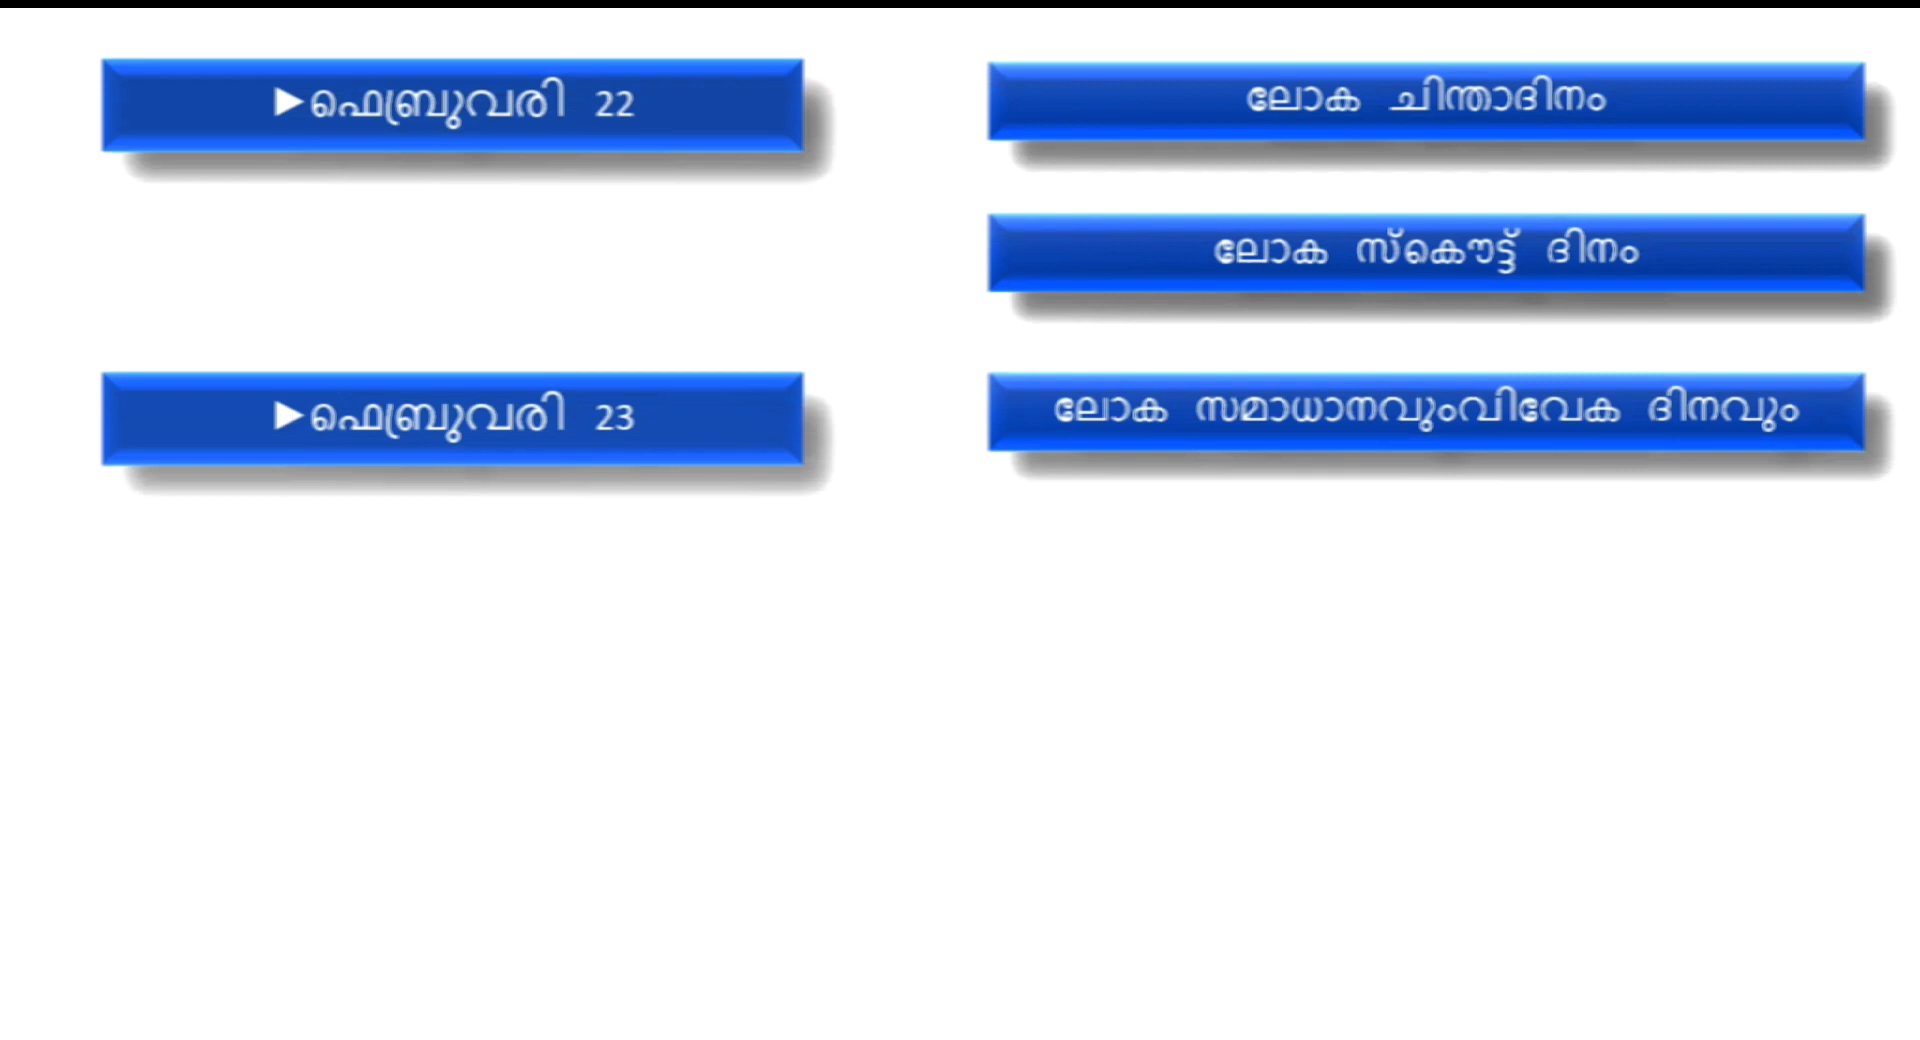 ►ഫെബ്രുവരി 22
ലോക ചിന്താദിനം
ലോക സ്കൌട്ട് ദിനം
►ഫെബ്രുവരി 23
ലോക സമാധാനവുംവിവേക ദിനവും